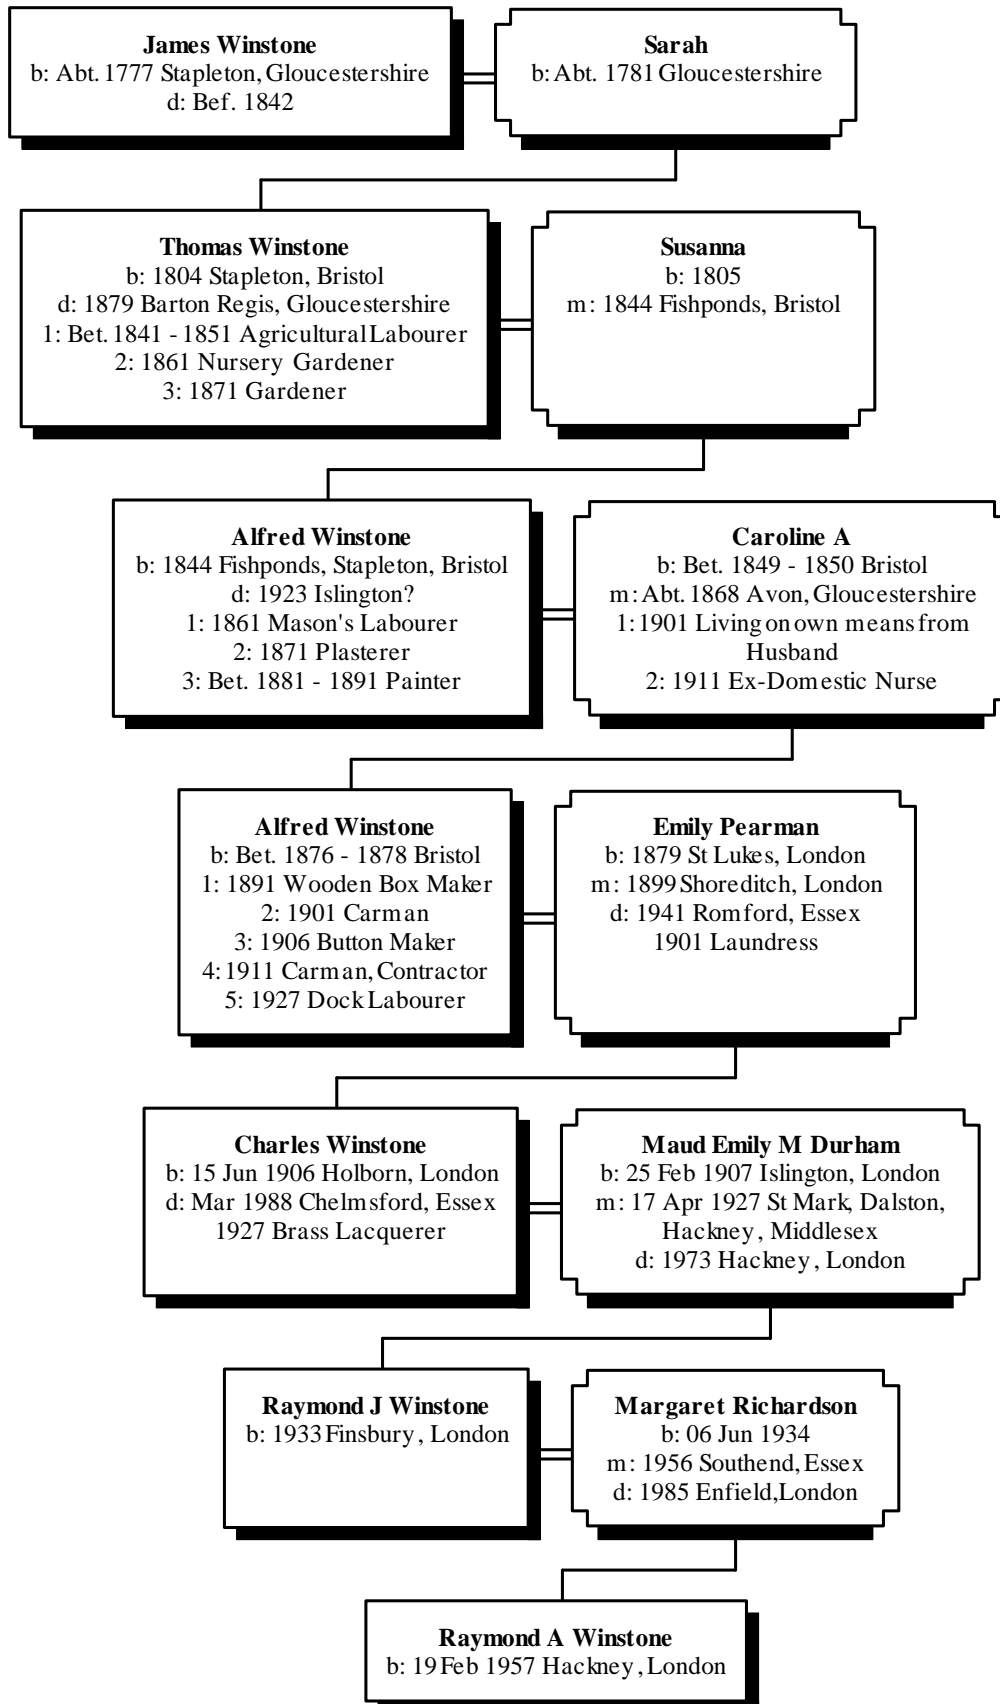 James Winstone
b: Abt. 1777 Stapleton, Gloucestershire
d: Bef. 1842
Sarah
b: Abt. 1781 Gloucestershire
Thomas Winstone
b: 1804 Stapleton, Bristol
d: 1879 Barton Regis, Gloucestershire
1: Bet. 1841 - 1851 Agricultural Labourer
2: 1861 Nursery Gardener
3: 1871 Gardener
Susanna
b: 1805
m: 1844 Fishponds, Bristol
Alfred Winstone
b: 1844 Fishponds, Stapleton, Bristol
d: 1923 Islington?
1: 1861 Mason's Labourer
2: 1871 Plasterer
3: Bet. 1881 - 1891 Painter
Caroline A
b: Bet. 1849 - 1850 Bristol
m: Abt. 1868 Avon, Gloucestershire
1: 1901 Living on own means from
Husband
2: 1911 Ex-Domestic Nurse
Alfred Winstone
b: Bet. 1876 - 1878 Bristol
1: 1891 Wooden Box Maker
2: 1901 Carman
3: 1906 Button Maker
4: 1911 Carman, Contractor
5: 1927 Dock Labourer
Emily Pearman
b: 1879 St Lukes, London
m: 1899 Shoreditch, London
d: 1941 Romford, Essex
1901 Laundress
Charles Winstone
b: 15 Jun 1906 Holborn, London
d: Mar 1988 Chelmsford, Essex
1927 Brass Lacquerer
Maud Emily M Durham
b: 25 Feb 1907 Islington, London
m: 17 Apr 1927 St Mark, Dalston,
Hackney, Middlesex
d: 1973 Hackney, London
Raymond J Winstone
b: 1933 Finsbury, London
Margaret Richardson
b: 06 Jun 1934
m: 1956 Southend, Essex
d: 1985 Enfield, London
Raymond A Winstone
b: 19 Feb 1957 Hackney, London